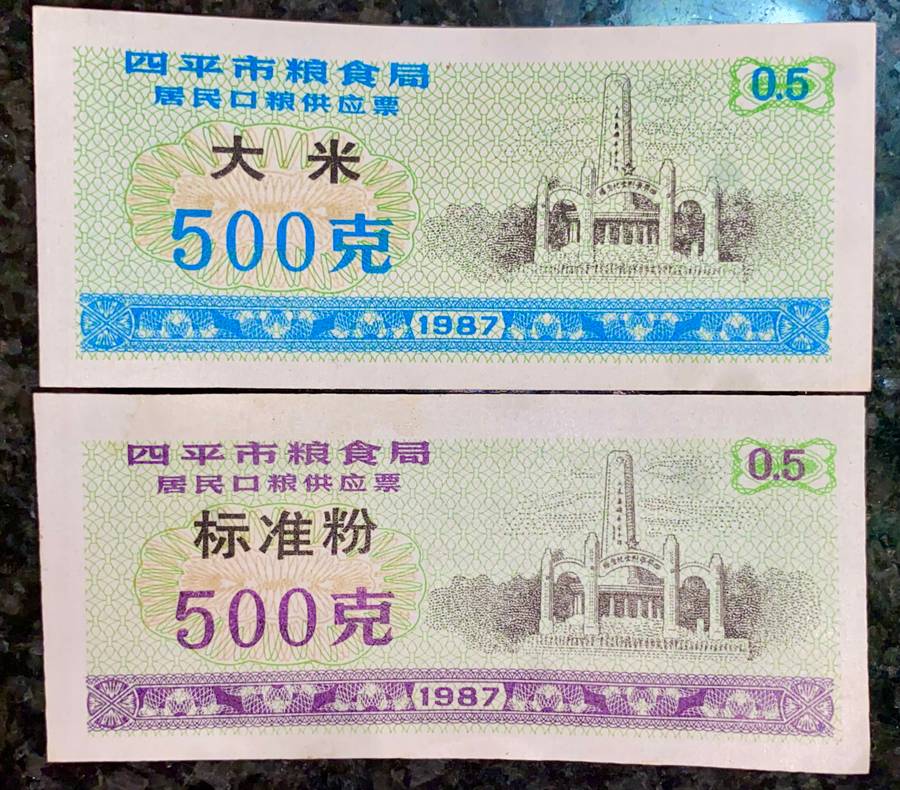 四平市粮食局
0.5
居民口粮供应票
大米
500克
1987
四平市粮食局
0.5
居民口粮供应票
标准粉
500克
1987